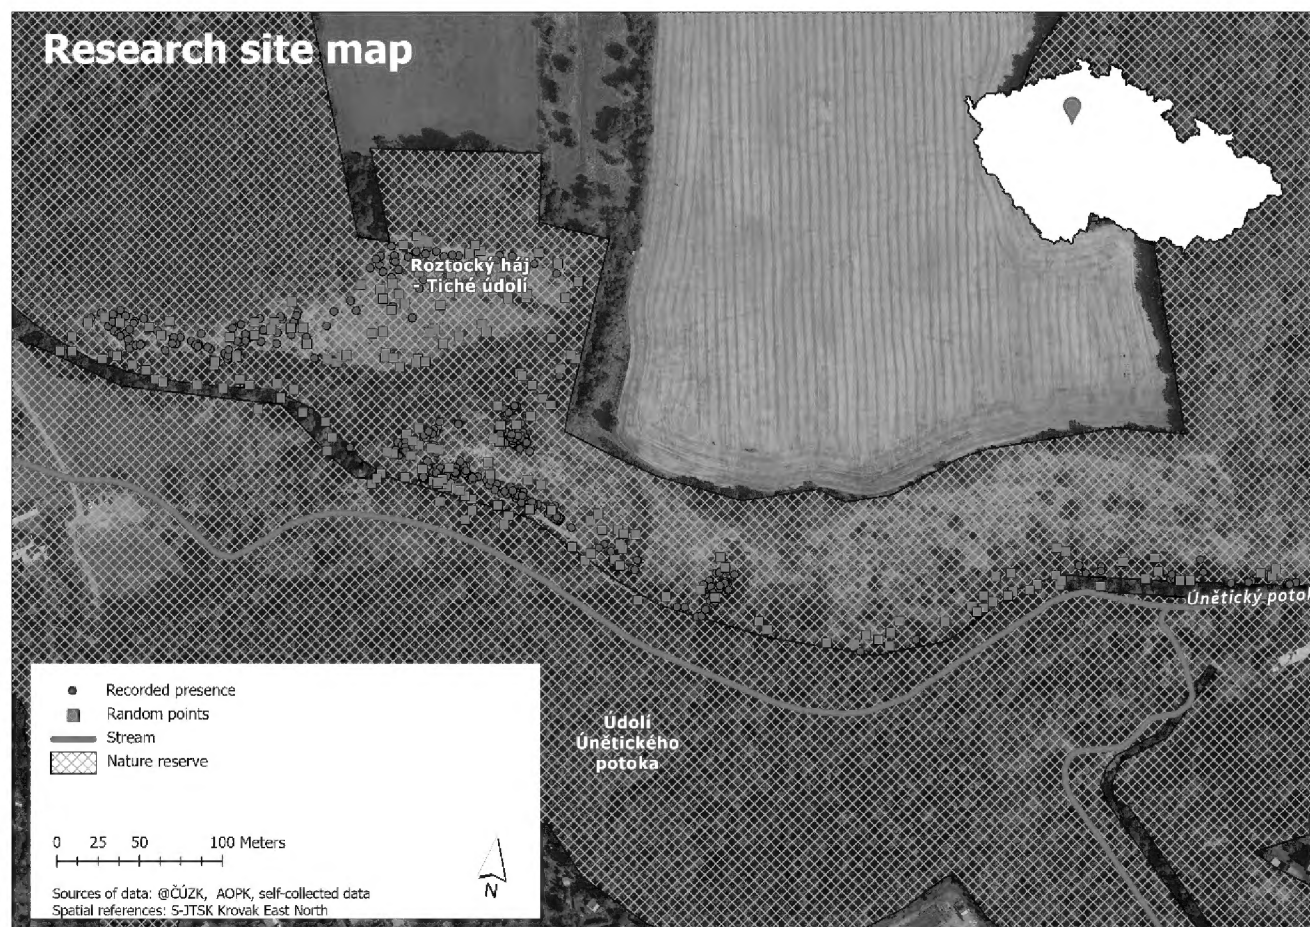 Research site map
Roztocký háj
- Tiché údolí
Únětický potok
Údolí
Únětického
potoka
Recorded presence
Random points
Stream
Nature reserve
0 25 50 100 Meters
N
Sources of data: @ČÚZK, AOPK, self-collected data
Spatial references: S-JTSK Krovak East North